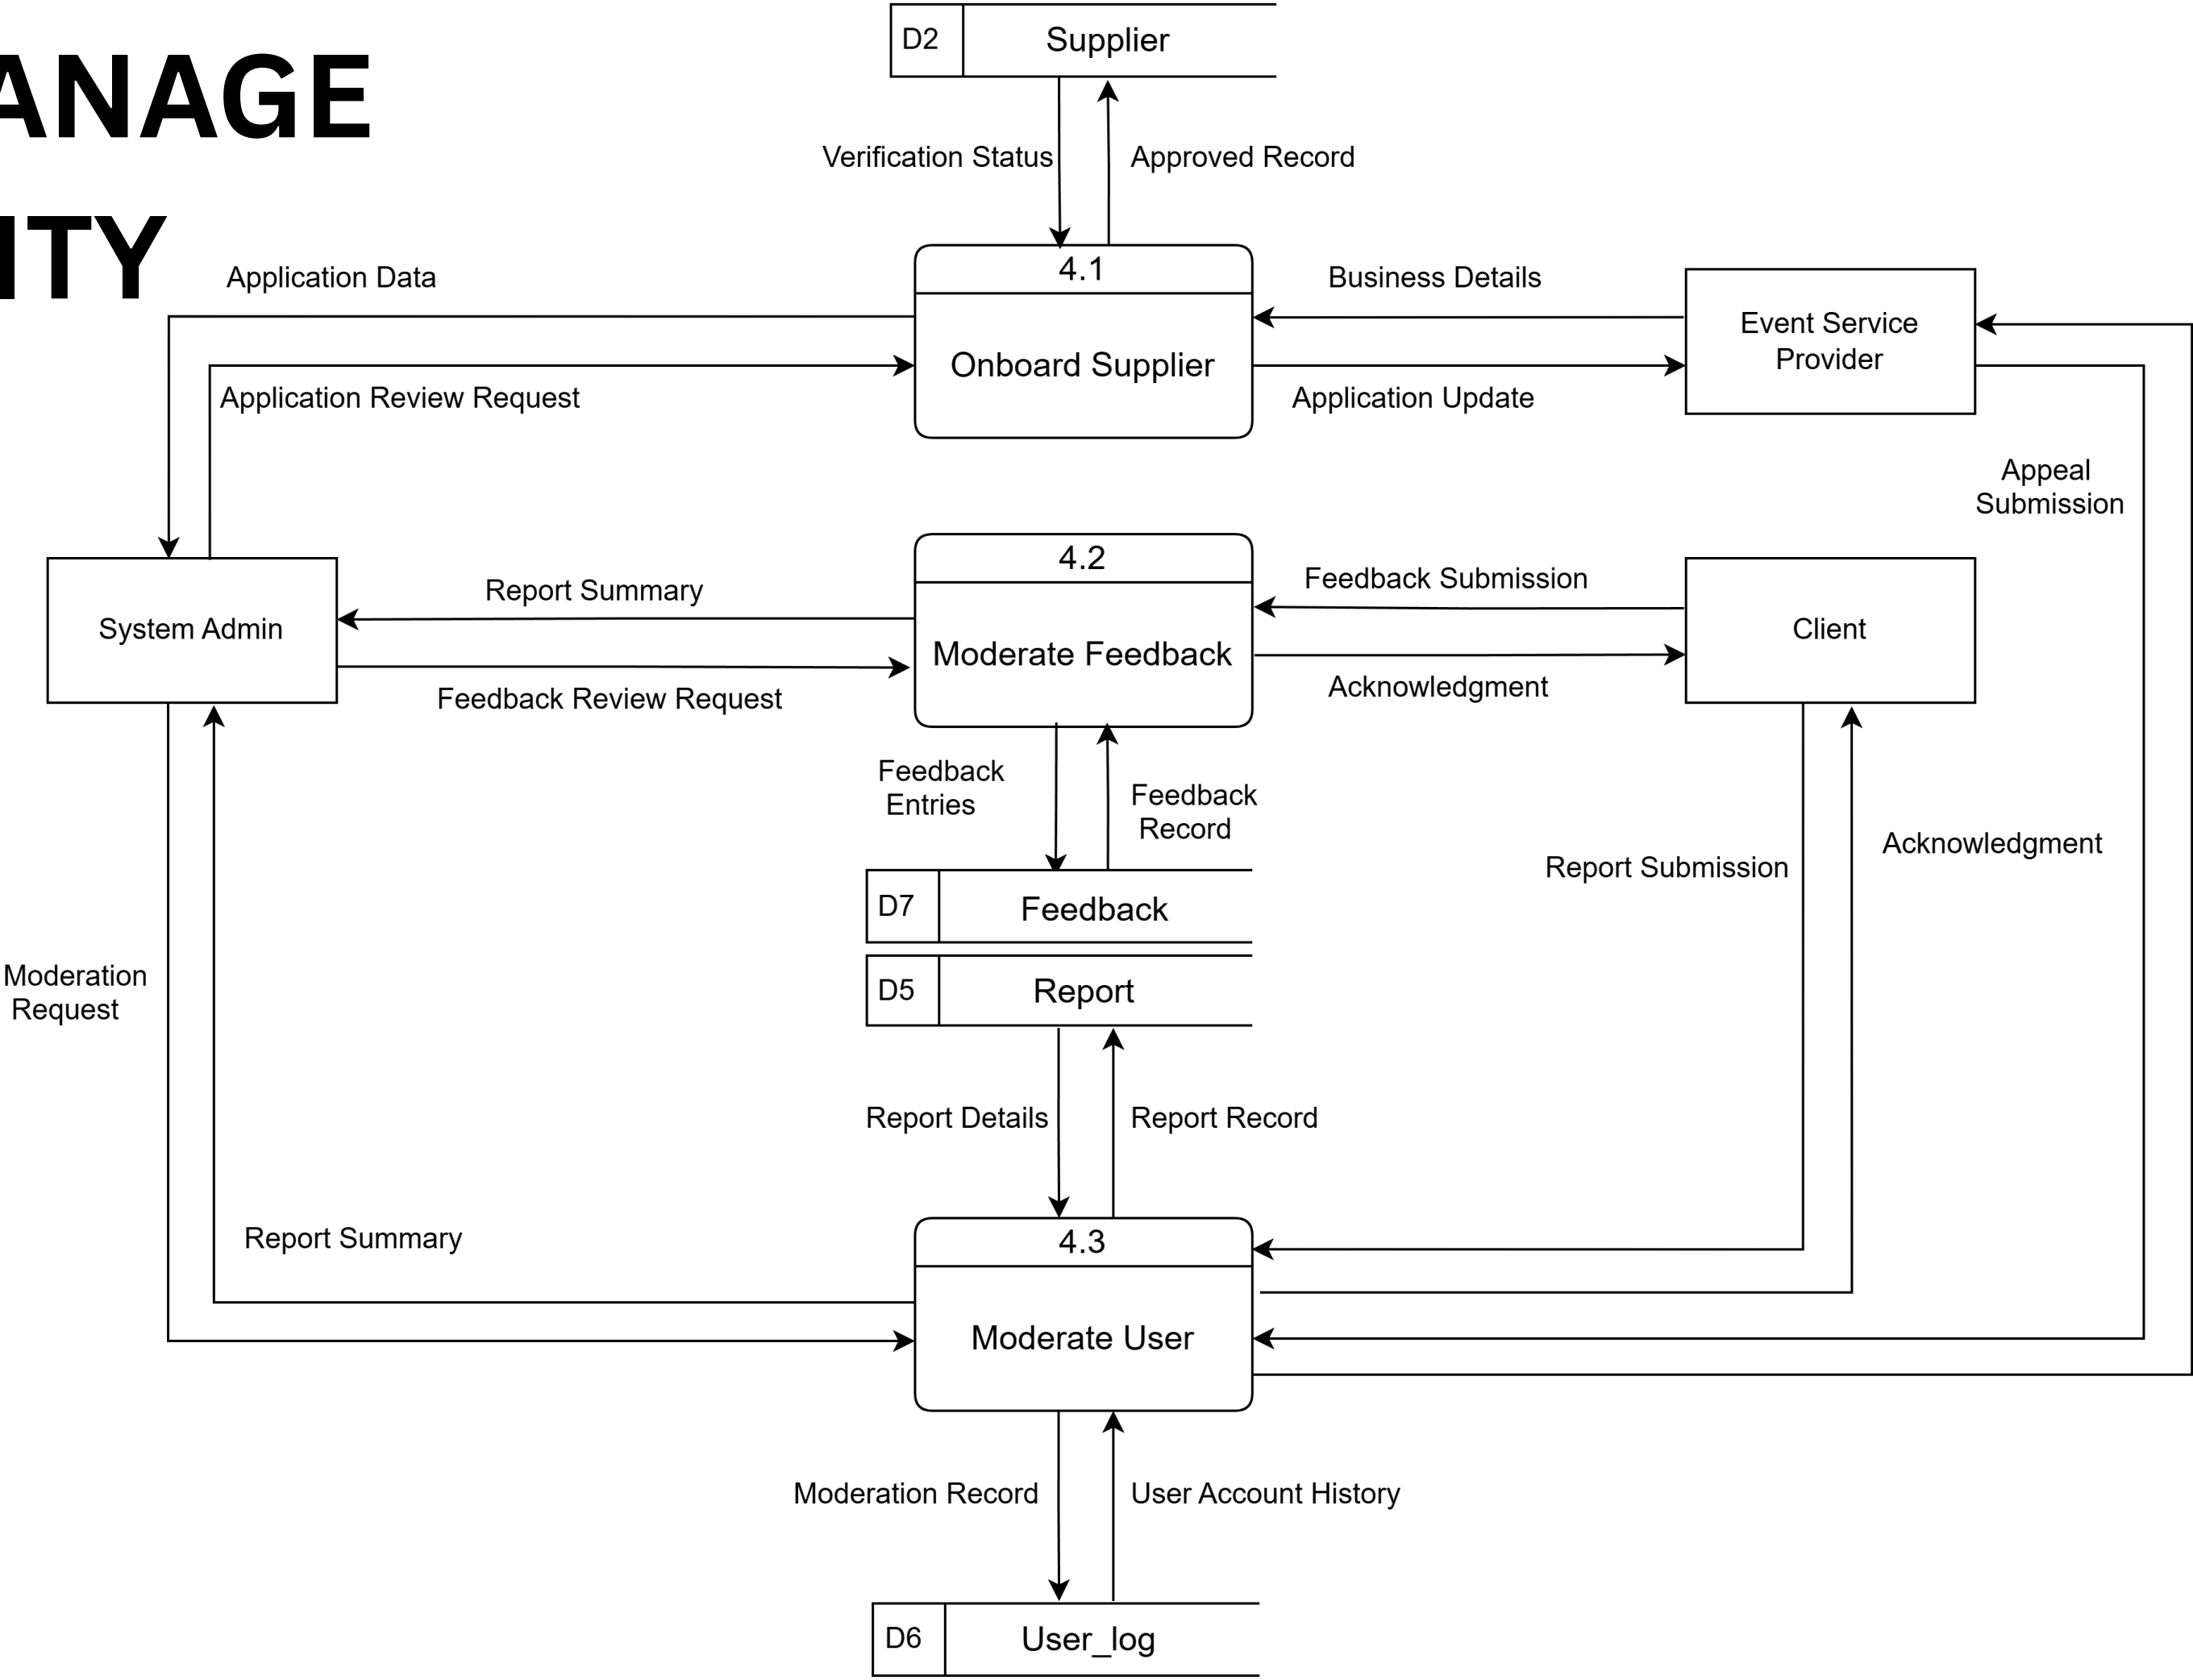 D2
Supplier
ANAGE
Verification Status
Approved Record
ITY
4.1
Application Data
Business Details
Event Service
Provider
Onboard Supplier
Application Review Request
Application Update
Appeal
Submission
4.2
Report Summary
Feedback Submission
System Admin
Client
Moderate Feedback
Feedback Review Request
Acknowledgment
Feedback
Entries
Feedback
Record
Acknowledgment
Report Submission
D7
Feedback
Moderation
Request
D5
Report
Report Details
Report Record
Report Summary
4.3
Moderate User
Moderation Record
User Account History
D6
User_log